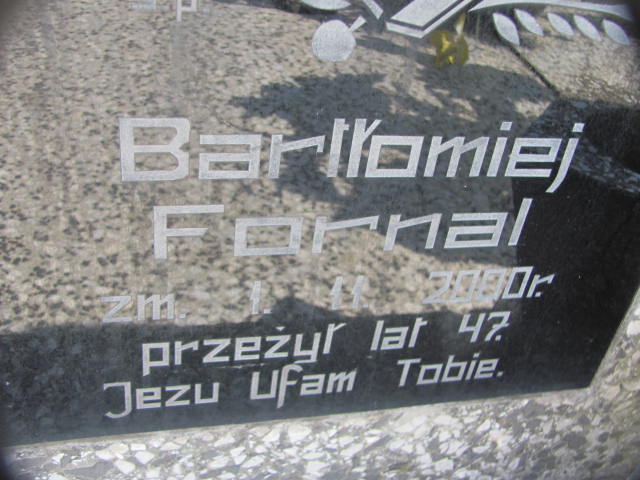 Bartłomiej
Fornal
zm. 1. 11. 2000r.
przeżył lat 47.
Jezu Ufam Tobie.